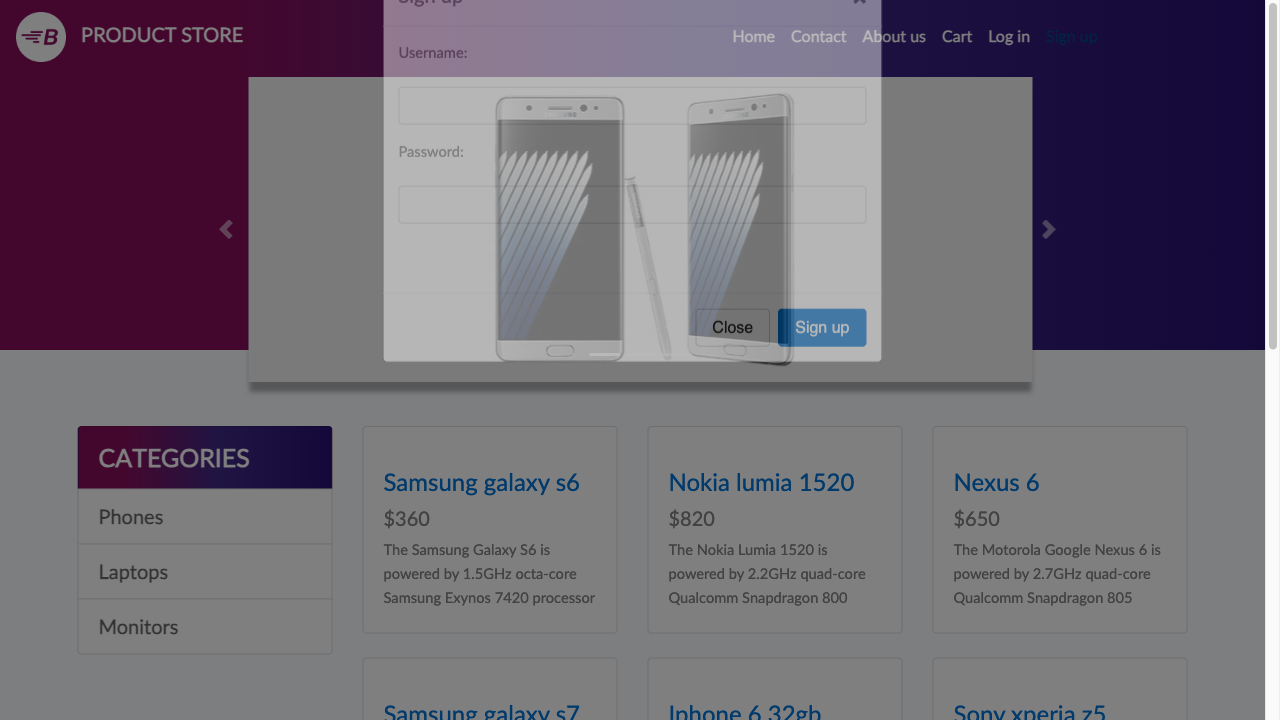 Sign up
PRODUCT STORE
Home Contact About us Cart Log in Sign up
Username:
Password:
SAMSUNG
Close Sign up
CATEGORIES
Phones
Laptops
Monitors
Samsung galaxy s6
$360
The Samsung Galaxy S6 is
powered by 1.5GHz octa-core
Samsung Exynos 7420 processor
Nokia lumia 1520
$820
The Nokia Lumia 1520 is
powered by 2.2GHz quad-core
Qualcomm Snapdragon 800
Nexus 6
$650
The Motorola Google Nexus 6 is
powered by 2.7GHz quad-core
Qualcomm Snapdragon 805
Samsung galaxy s7
Iphone 6 32gb
Sony xperia z5